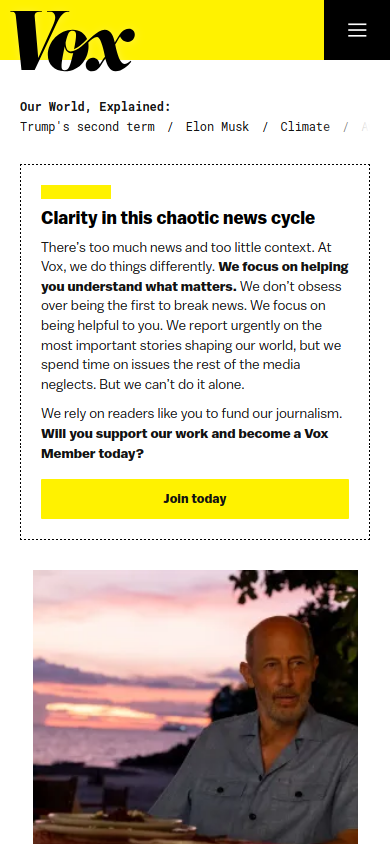 Vox
Our World, Explained:
Trump's second term / Elon Musk / Climate /
Clarity in this chaotic news cycle
There's too much news and too little context. At
Vox, we do things differently. We focus on helping
you understand what matters. We don't obsess
over being the first to break news. We focus on
being helpful to you. We report urgently on the
most important stories shaping our world, but we
spend time on issues the rest of the media
neglects. But we can't do it alone.
We rely on readers like you to fund our journalism.
Will you support our work and become a Vox
Member today?
Join today